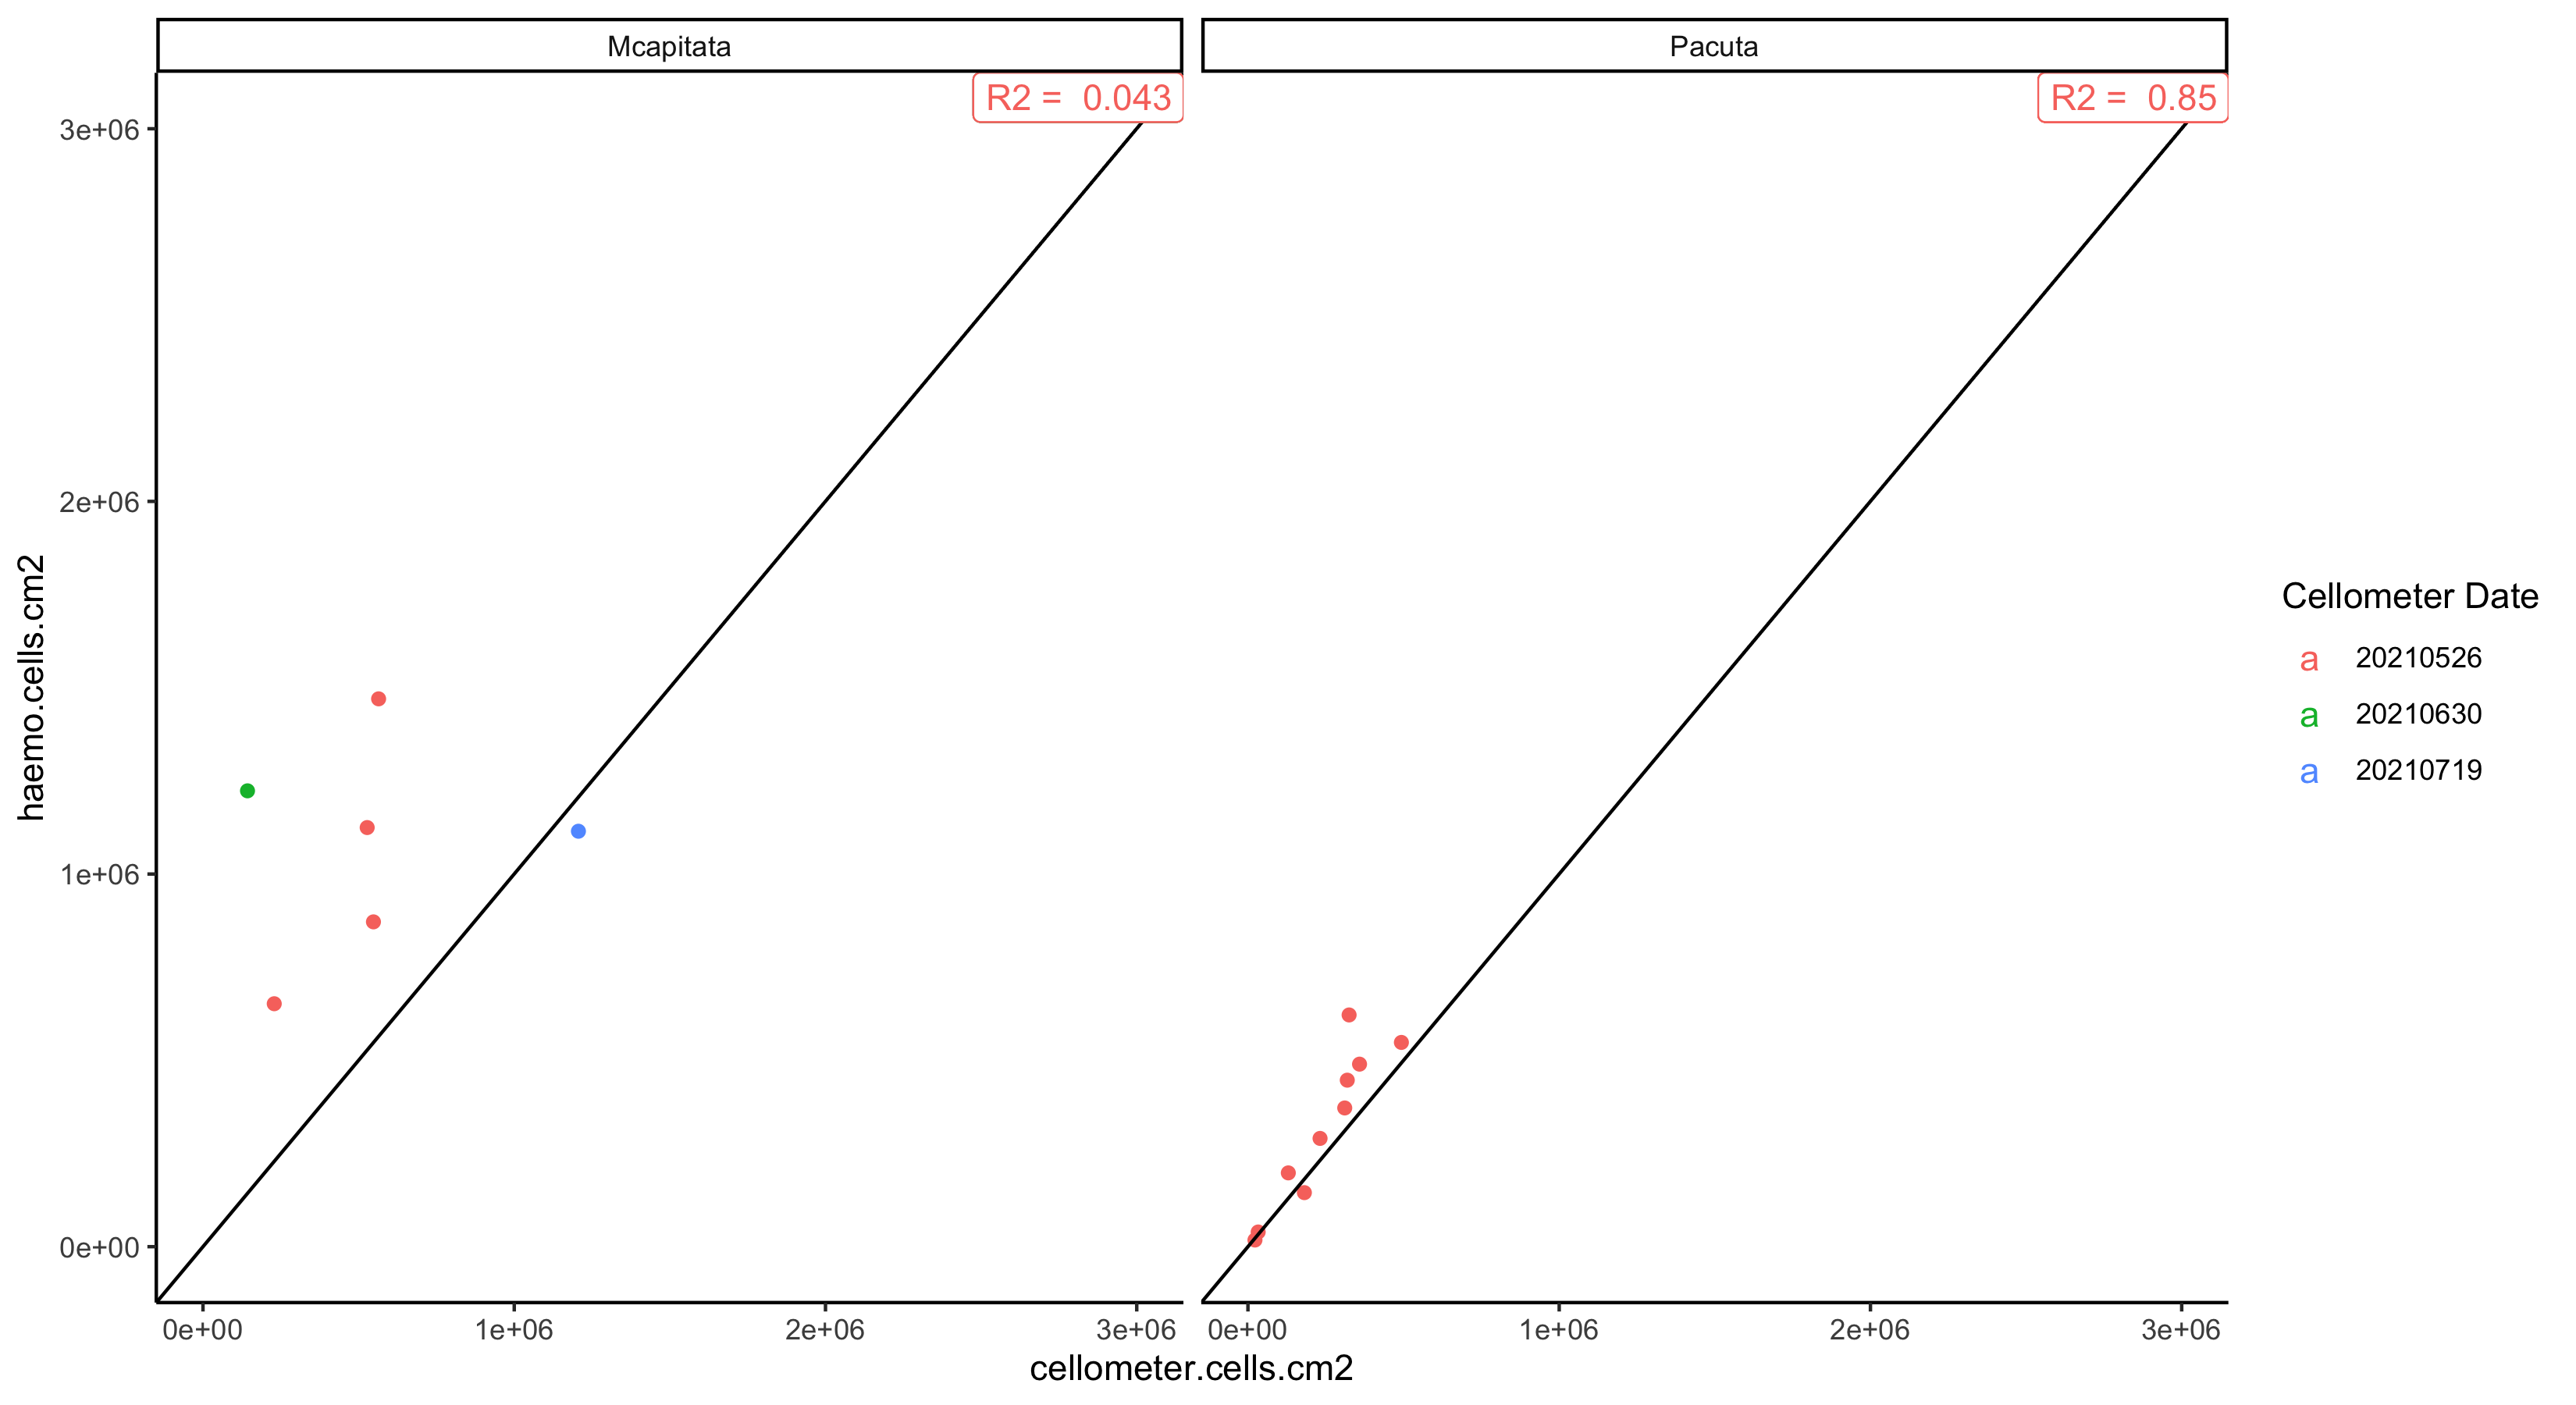 Mcapitata
Pacuta
R2 =  0.043
R2 =  0.85
haemo.cells.cm2
3e+06
2e+06
1e+06
0e+00
0e+00 1e+06 2e+06 3e+06
0e+00 1e+06 2e+06 3e+06
cellometer.cells.cm2
Cellometer Date
a 20210526
a 20210630
a 20210719